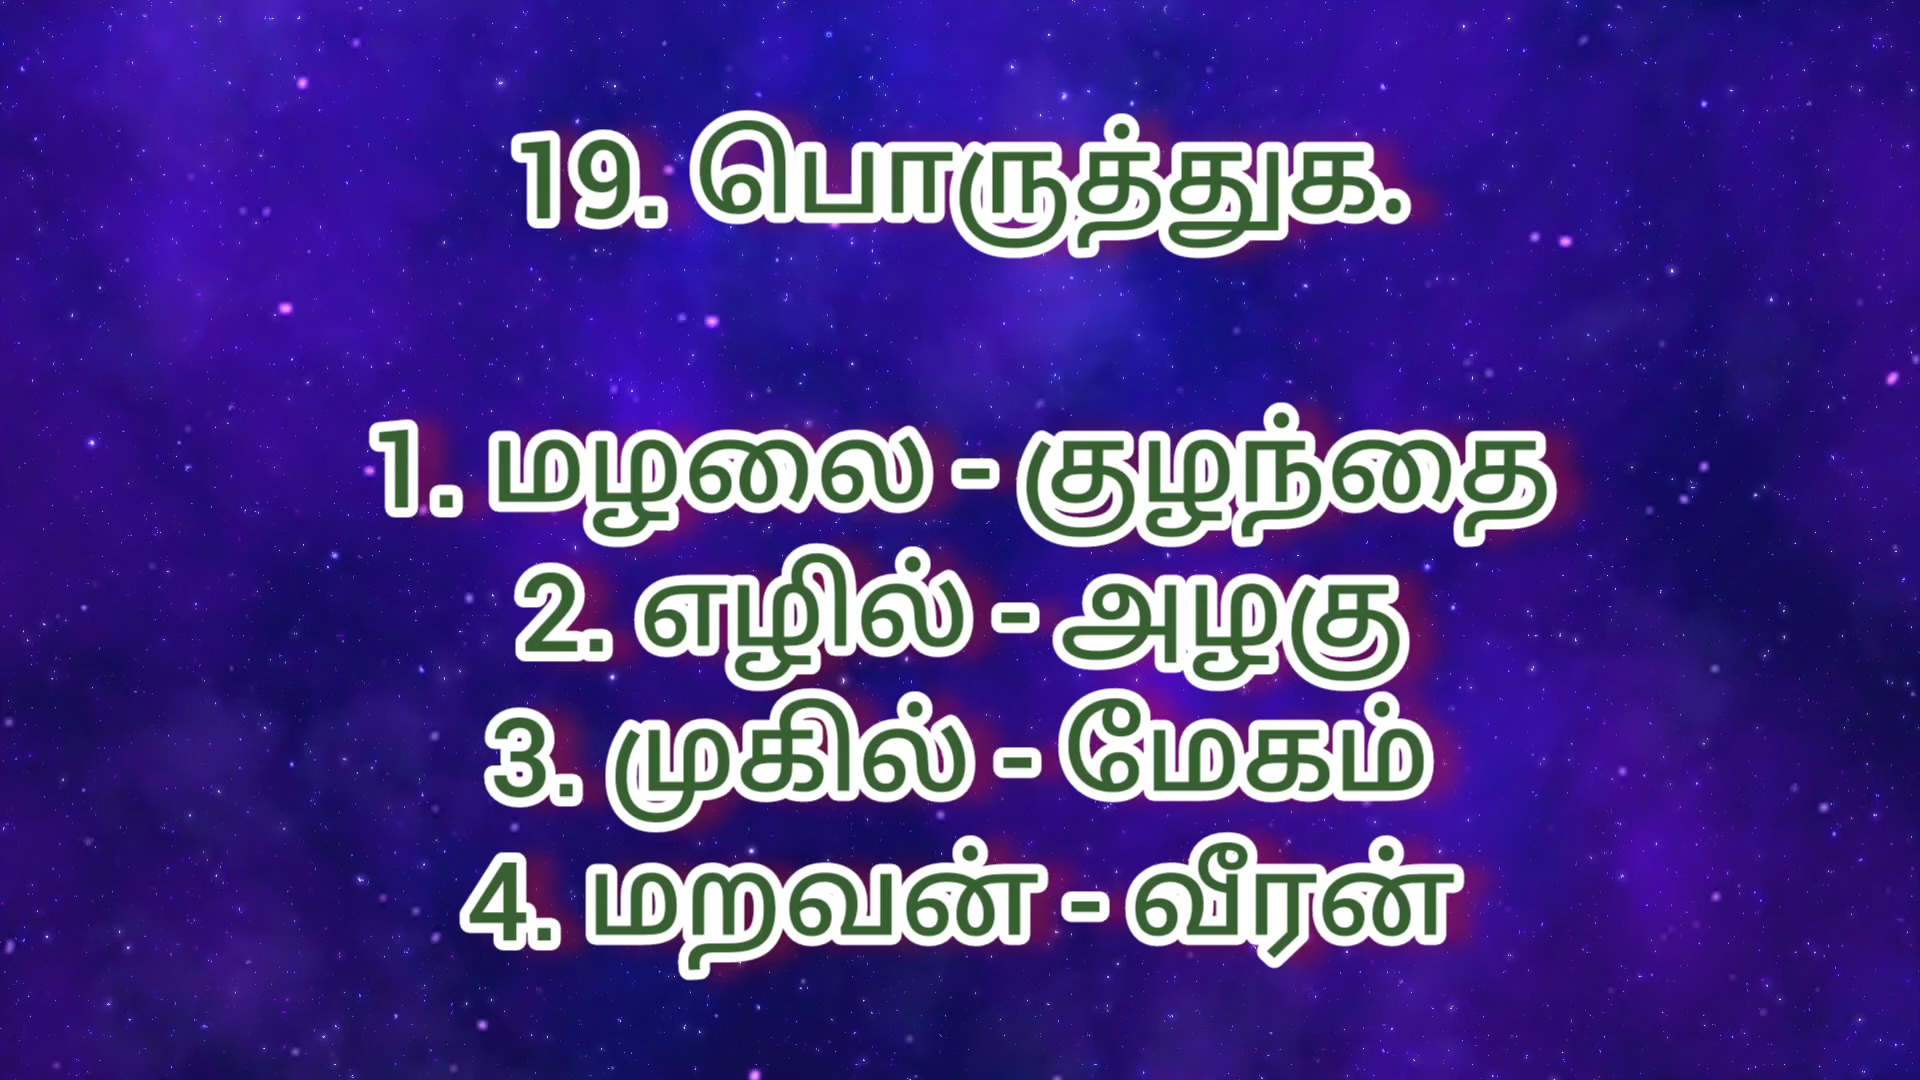 19. பொருத்துக.
1. மழலை - குழந்தை
2. எழில் - அழகு
3. முகில் - மேகம்
4. மறவன் - வீரன்